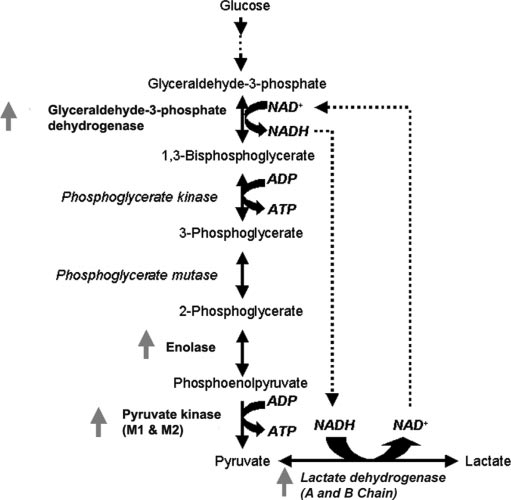 Glucose
Glyceraldehyde-3-phosphate
Glyceraldehyde-3-phosphate
dehydrogenase
NAD+
NADH
1,3-Bisphosphoglycerate
Phosphoglycerate kinase
ADP
ATP
3-Phosphoglycerate
Phosphoglycerate mutase
2-Phosphoglycerate
Enolase
Phosphoenolpyruvate
Pyruvate kinase
(M1 & M2)
ADP
ATP
NADH
NAD+
Pyruvate
Lactate
Lactate dehydrogenase
(A and B Chain)